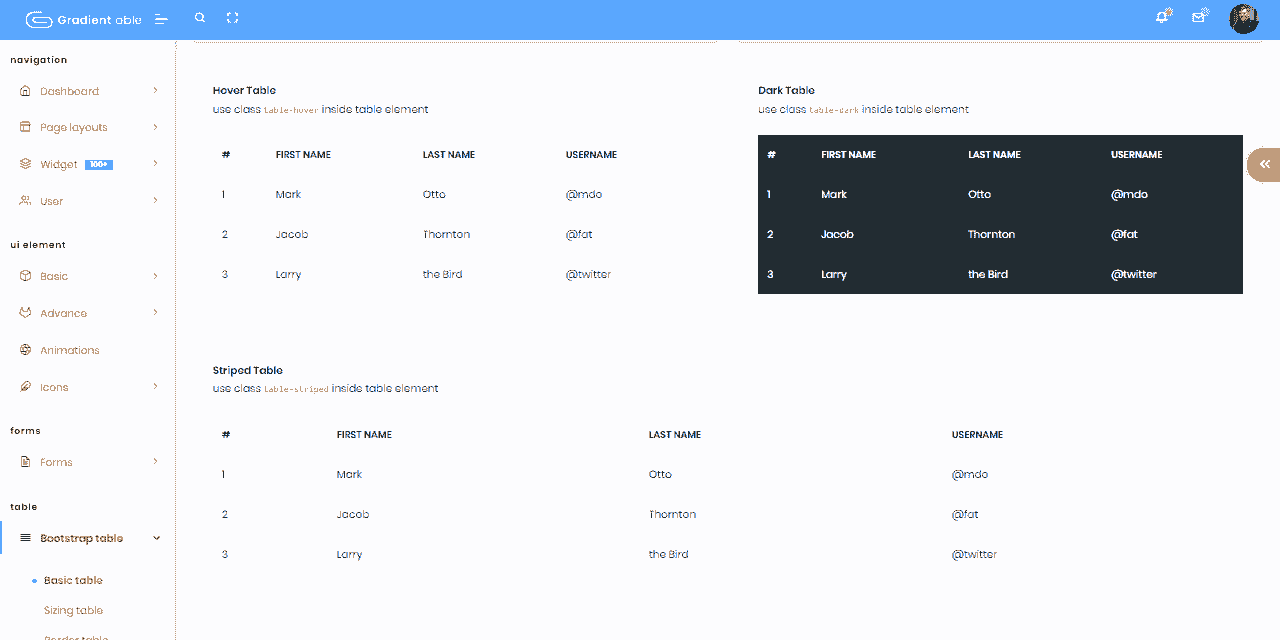 Gradient able
navigation
Dashboard
Page layouts
Widget 100+
User
ui element
Basic
Advance
Animations
Icons
forms
Forms
table
Bootstrap table
Basic table
Sizing table
Border table
Hover Table
use class table-hover inside table element
# FIRST NAME LAST NAME USERNAME
1 Mark Otto @mdo
2 Jacob Thornton @fat
3 Larry the Bird @twitter
Dark Table
use class table-dark inside table element
# FIRST NAME LAST NAME USERNAME
1 Mark Otto @mdo
2 Jacob Thornton @fat
3 Larry the Bird @twitter
Striped Table
use class table-striped inside table element
# FIRST NAME LAST NAME USERNAME
1 Mark Otto @mdo
2 Jacob Thornton @fat
3 Larry the Bird @twitter